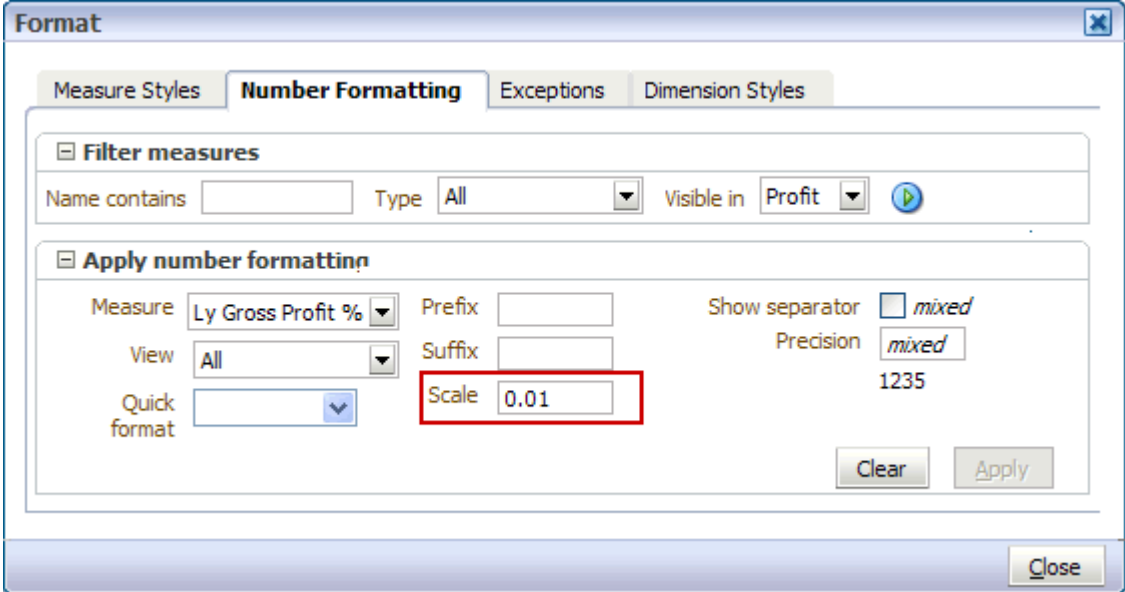 Format
Measure Styles Number Formatting Exceptions Dimension Styles
Filter measures
Name contains Type All Visible in Profit
Apply number formatting
Measure Ly Gross Profit % Prefix Show separator mixed
View All Suffix Precision mixed
1235
Quick format Scale 0.01
Clear Apply
Close